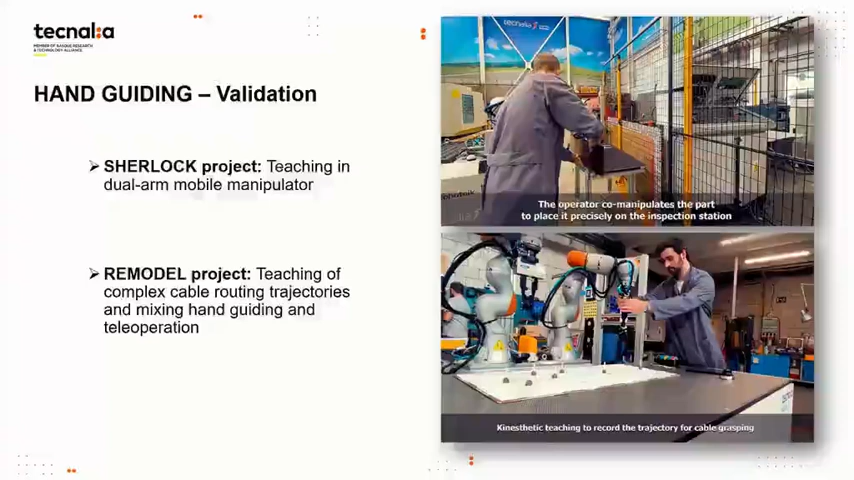 tecnal:a
MEMBER OF BASQUE RESEARCH
& TECHNOLOGY ALLIANCE
HAND GUIDING – Validation
➢ SHERLOCK project: Teaching in
dual-arm mobile manipulator
➢ REMODEL project: Teaching of
complex cable routing trajectories
and mixing hand guiding and
teleoperation
tecnalia
The operator co-manipulates the part
to place it precisely on the inspection station
Kinesthetic teaching to record the trajectory for cable grasping